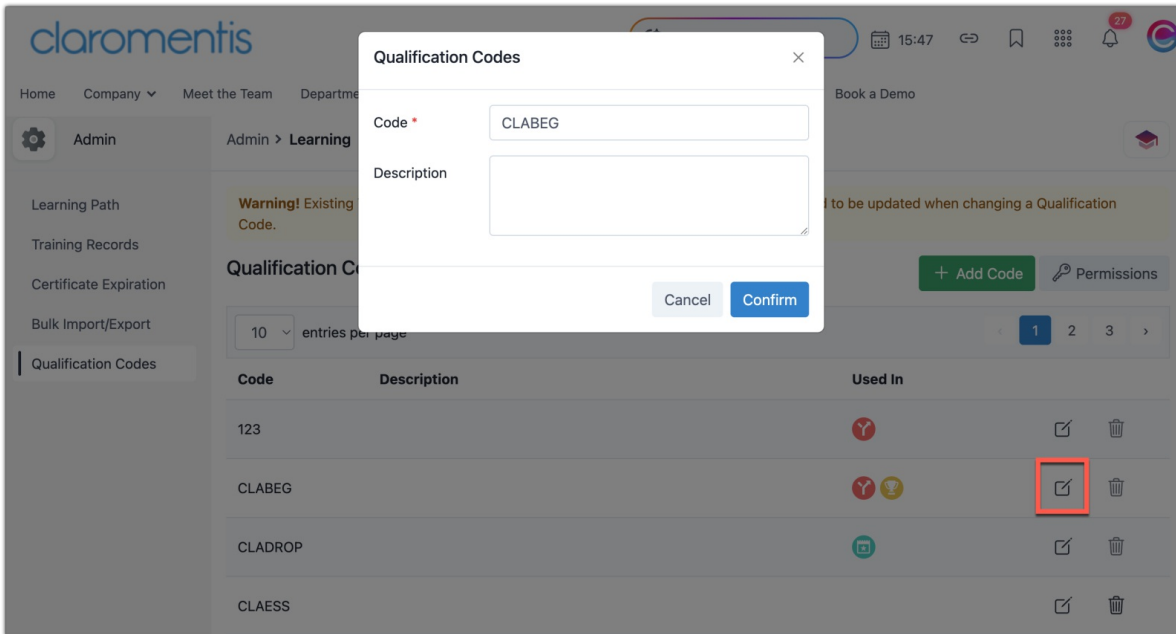 claromentis
15:47
27
Home Company Meet the Team Departme Book a Demo
Admin
Admin > Learning
Learning Path
Training Records
Certificate Expiration
Bulk Import/Export
Qualification Codes
Qualification Codes
Code *
CLABEG
Description
Cancel
Confirm
Warning! Existing to be updated when changing a Qualification
Code.
Qualification Co
+ Add Code
Permissions
10 entries per page
1 2 3
Code Description Used In
123
CLABEG
CLADROP
CLAESS